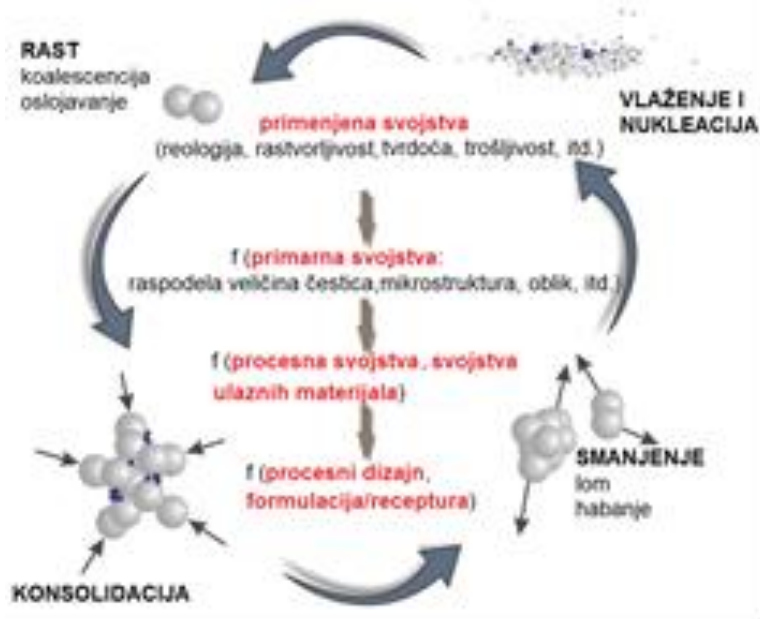 RAST
koalescencija
oslojavanje
VLAŽENJE I
NUKLEACIJA
primenjena svojstva
(reologija, rastvorljivost,tvrdoća, trošljivost, itd.)
f (primarna svojstva:
raspodela veličina čestica,mikrostruktura, oblik, itd.)
f (procesna svojstva, svojstva
ulaznih materijala)
f (procesni dizajn,
formulacija/receptura)
SMANJENJE
lom
habanje
KONSOLIDACIJA